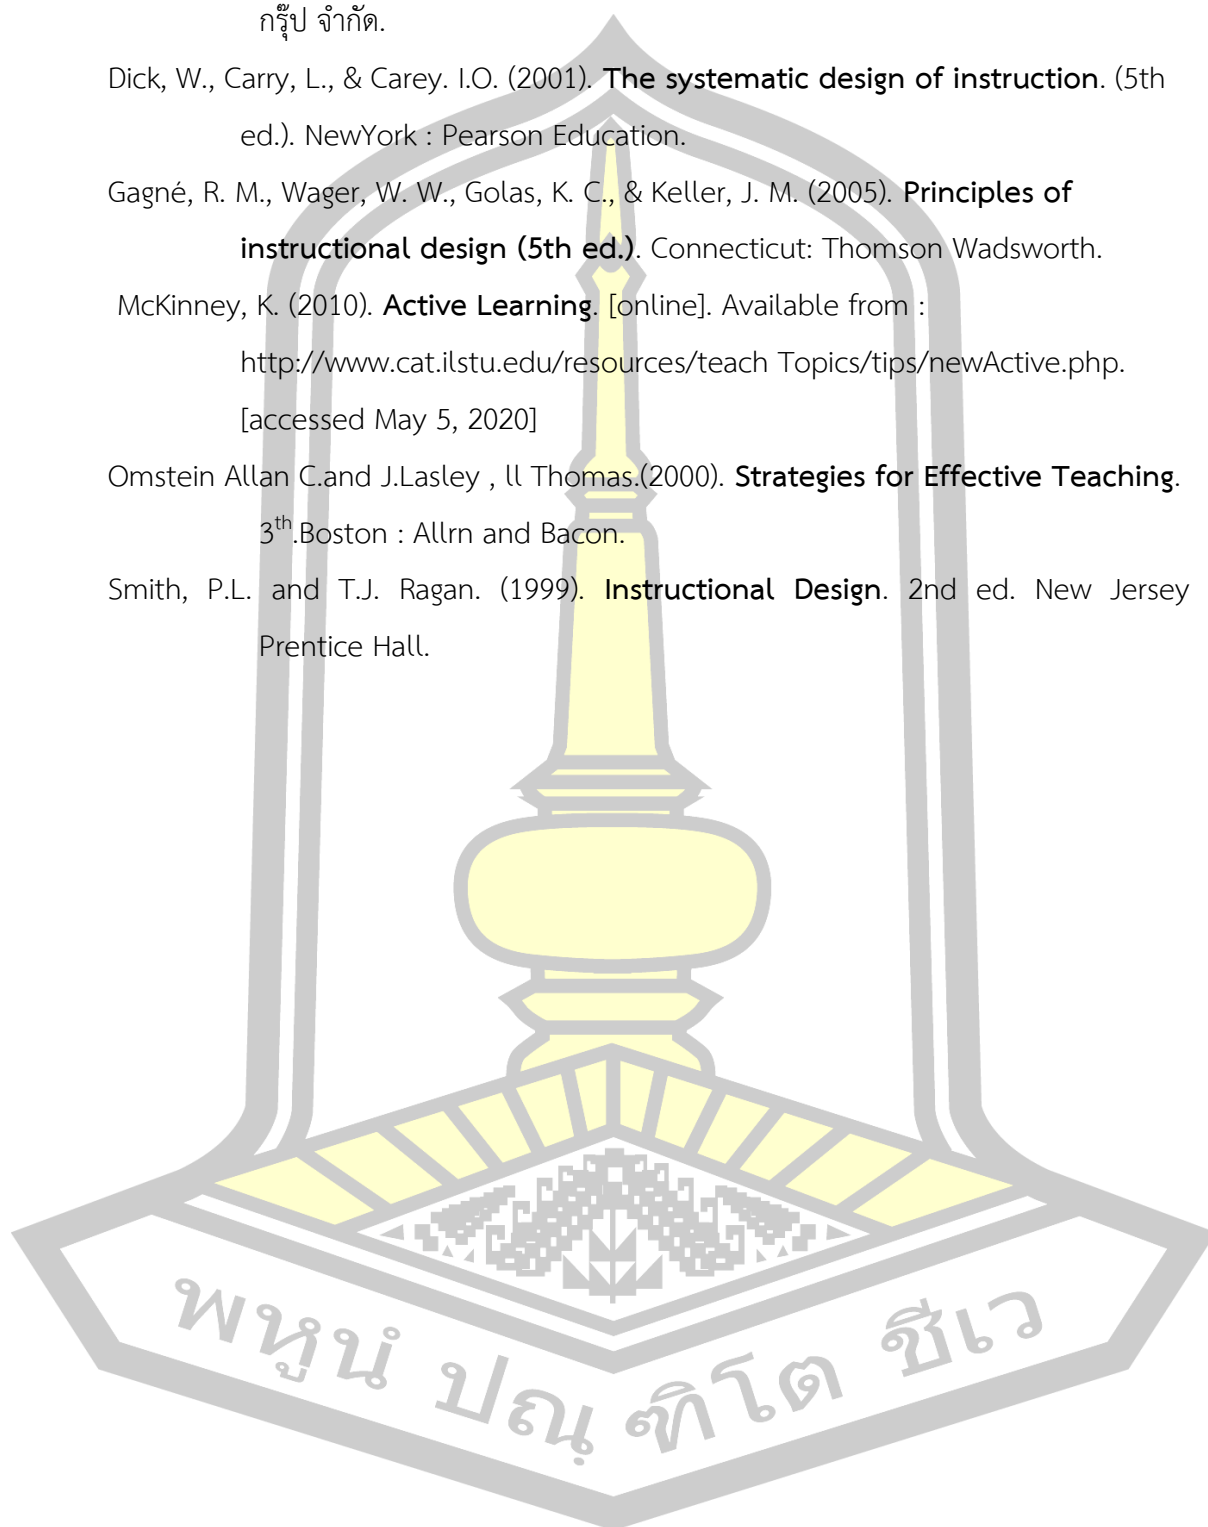 กรุ๊ป จำกัด.
Dick, W., Carry, L., & Carey. I.O. (2001). The systematic design of instruction. (5th
ed.). NewYork : Pearson Education.
Gagné, R. M., Wager, W. W., Golas, K. C., & Keller, J. M. (2005). Principles of
instructional design (5th ed.). Connecticut: Thomson Wadsworth.
McKinney, K. (2010). Active Learning. [online]. Available from :
http://www.cat.ilstu.edu/resources/teach Topics/tips/newActive.php.
[accessed May 5, 2020]
Omstein Allan C.and J.Lasley , ll Thomas.(2000). Strategies for Effective Teaching.
3th.Boston : Allrn and Bacon.
Smith, P.L. and T.J. Ragan. (1999). Instructional Design. 2nd ed. New Jersey
Prentice Hall.
พหูนํ ปณฺฑิโต ชีเว